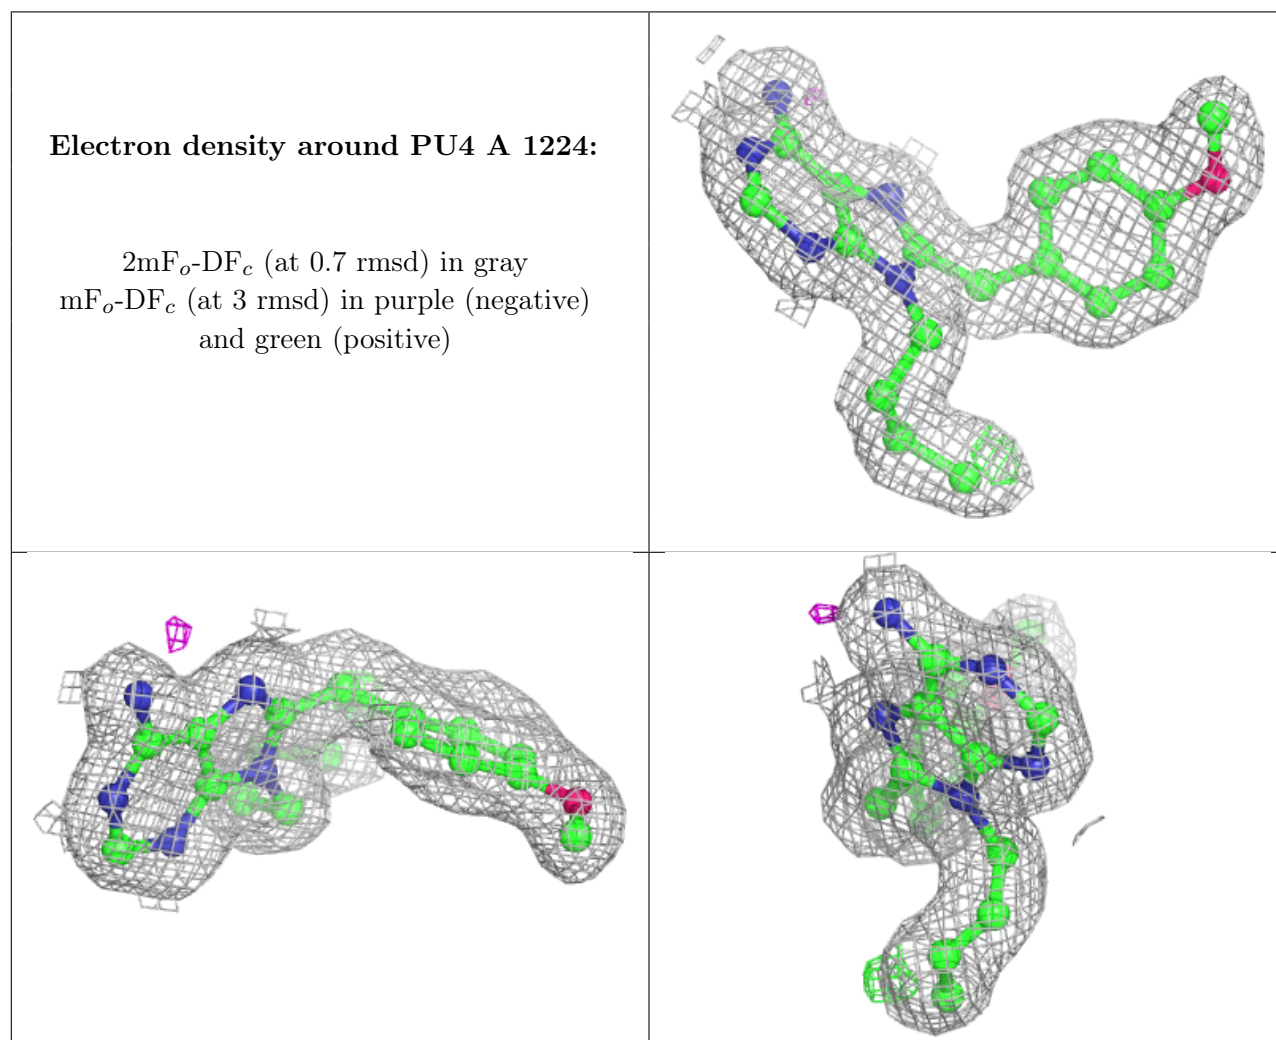 Electron density around PU4 A 1224:
2mFo-DFc (at 0.7 rmsd) in gray
mFo-DFc (at 3 rmsd) in purple (negative)
and green (positive)